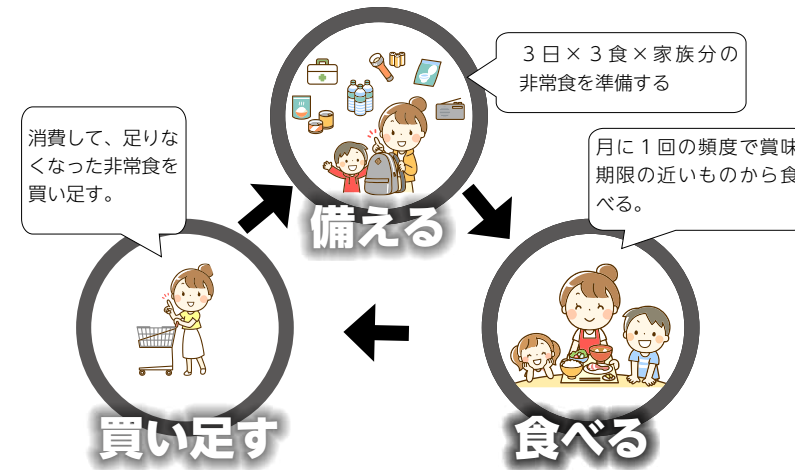 ３日×３食×家族分の
非常食を準備する
消費して、足りな
くなった非常食を
買い足す。
月に１回の頻度で賞味
期限の近いものから食
べる。
備える
買い足す
食べる